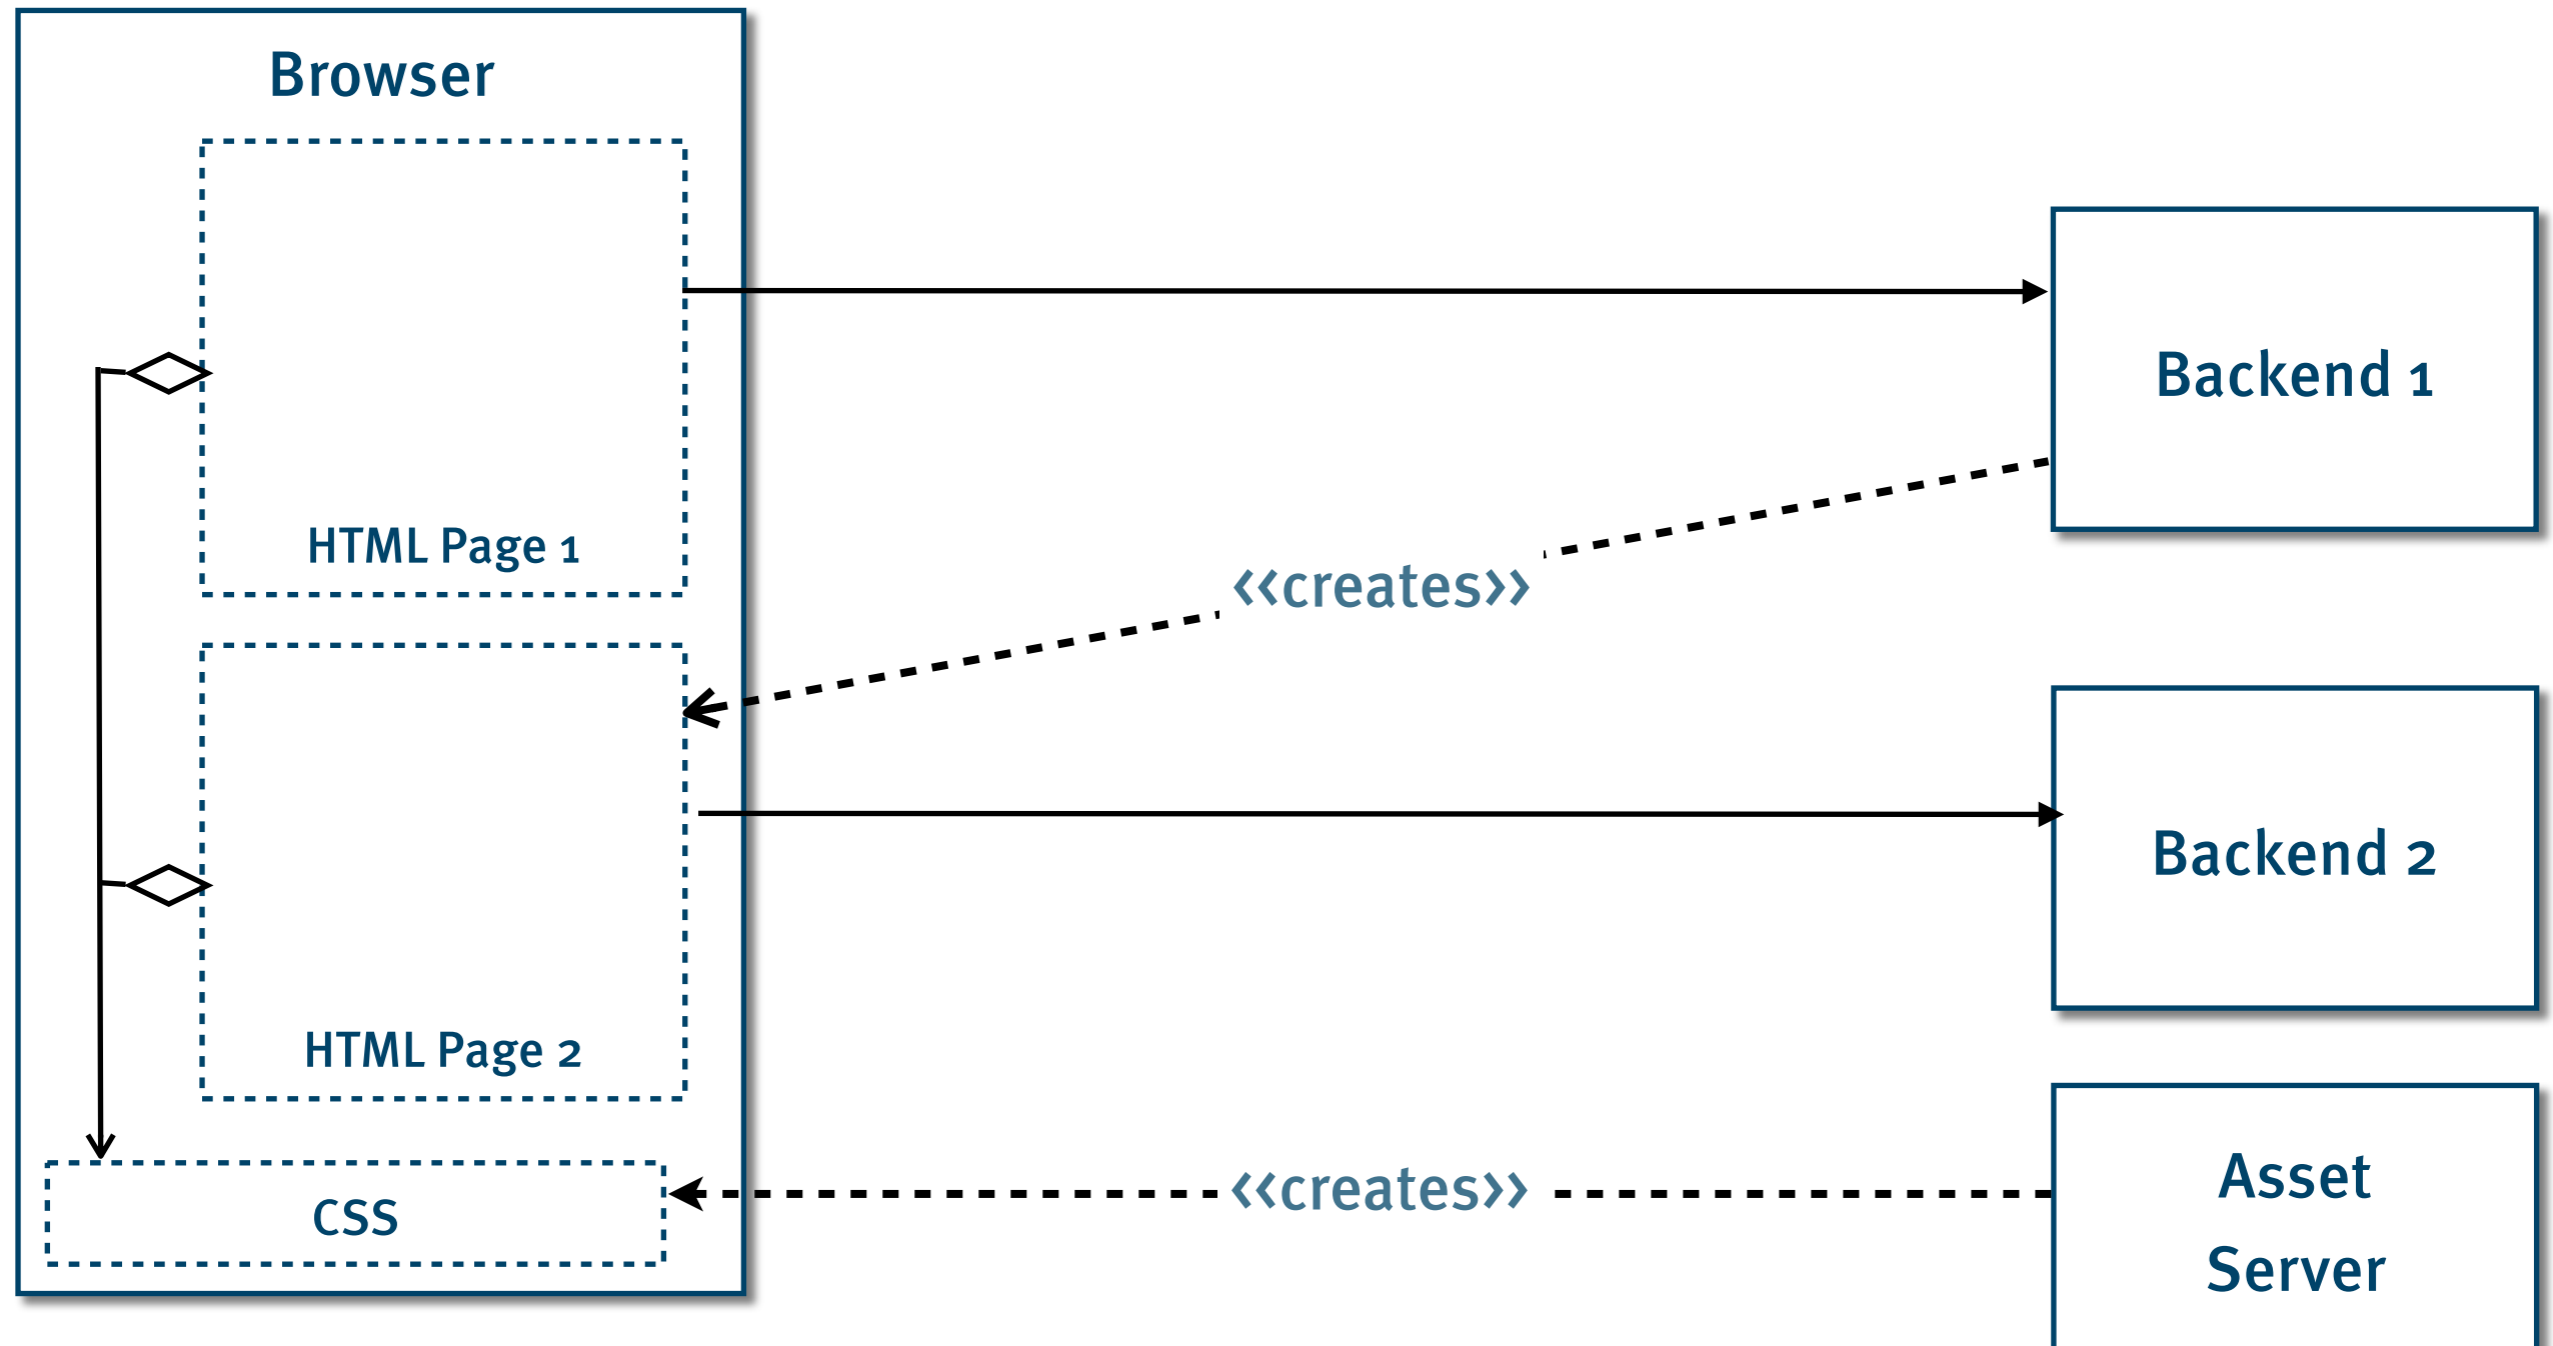 Browser
HTML Page 1
HTML Page 2
CSS
‹‹creates››
‹‹creates››
Backend 1
Backend 2
Asset
Server